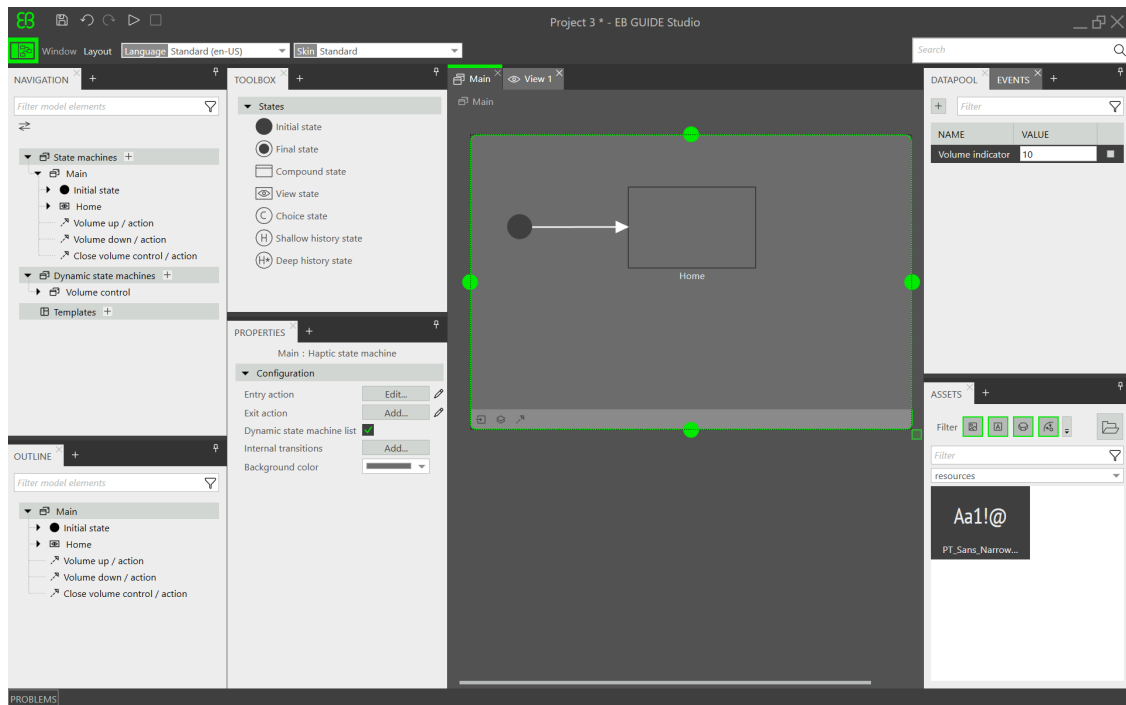 EB
Project 3 * - EB GUIDE Studio
Window Layout Language Standard (en-US) Skin Standard
Search
NAVIGATION
Filter model elements
State machines
Main
Initial state
Home
Volume up / action
Volume down / action
Close volume control / action
Dynamic state machines
Volume control
Templates
OUTLINE
Filter model elements
Main
Initial state
Home
Volume up / action
Volume down / action
Close volume control / action
TOOLBOX
States
Initial state
Final state
Compound state
View state
C Choice state
H Shallow history state
H* Deep history state
PROPERTIES
Main : Haptic state machine
Configuration
Entry action Edit...
Exit action Add...
Dynamic state machine list
Internal transitions Add...
Background color
Main View 1
Main
Home
DATAPOOL EVENTS
Filter
NAME VALUE
Volume indicator 10
ASSETS
Filter A
Filter
resources
Aa1!@
PT_Sans_Narrow...
PROBLEMS